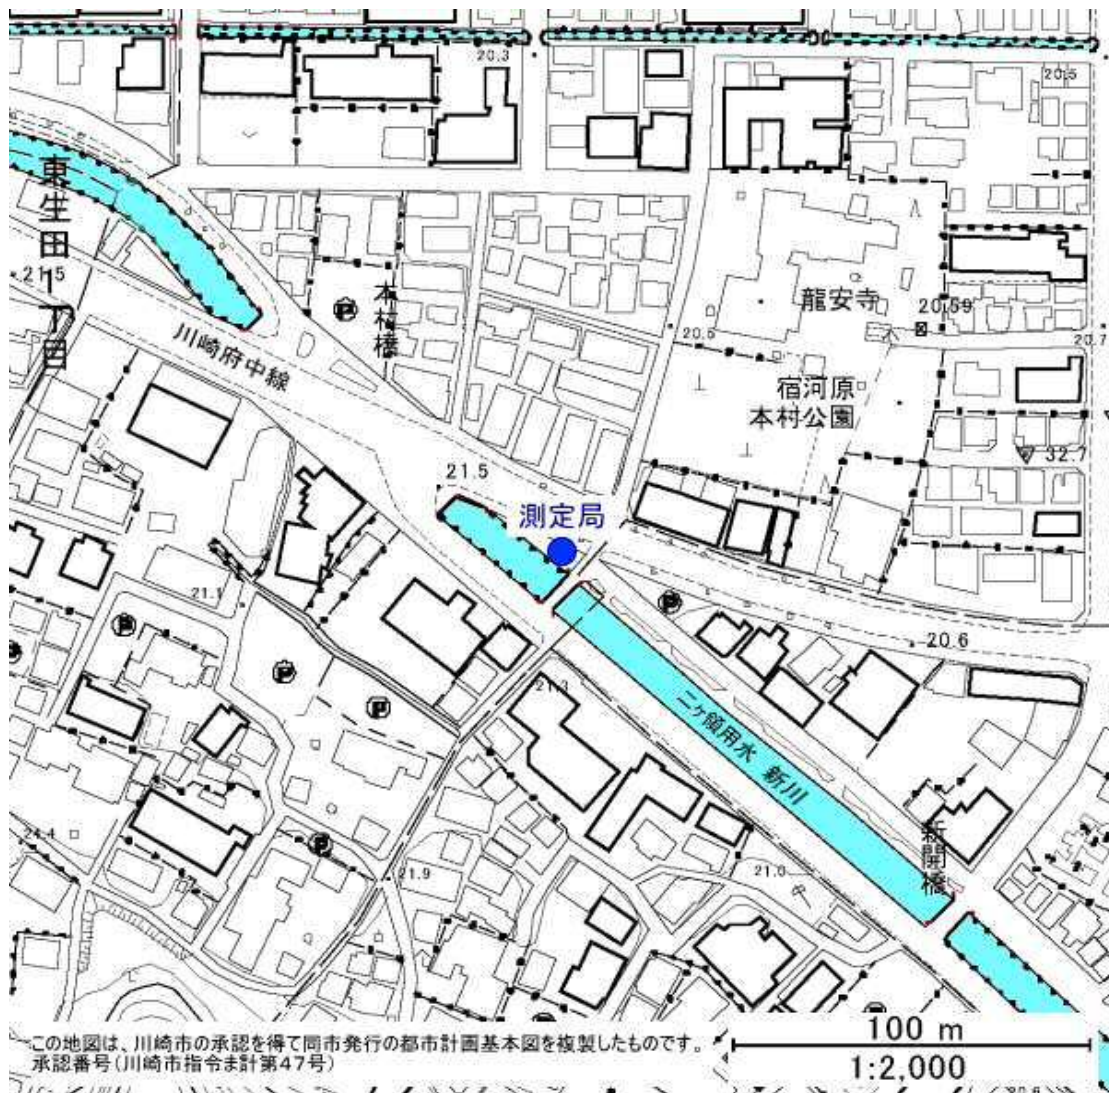 20.3
20.5
東生田一丁目
21.5
本村橋
川崎府中線
20.5
龍安寺
20.59
20.7
宿河原
本村公園
32.7
21.5
測定局
21.1
P
P
P
P
P
P
20.6
21.3
二ヶ領用水 新川
新開橋
24.4
21.9
21.0
100 m
1:2,000
この地図は、川崎市の承認を得て同市発行の都市計画基本図を複製したものです。
承認番号(川崎市指令ま計第47号)